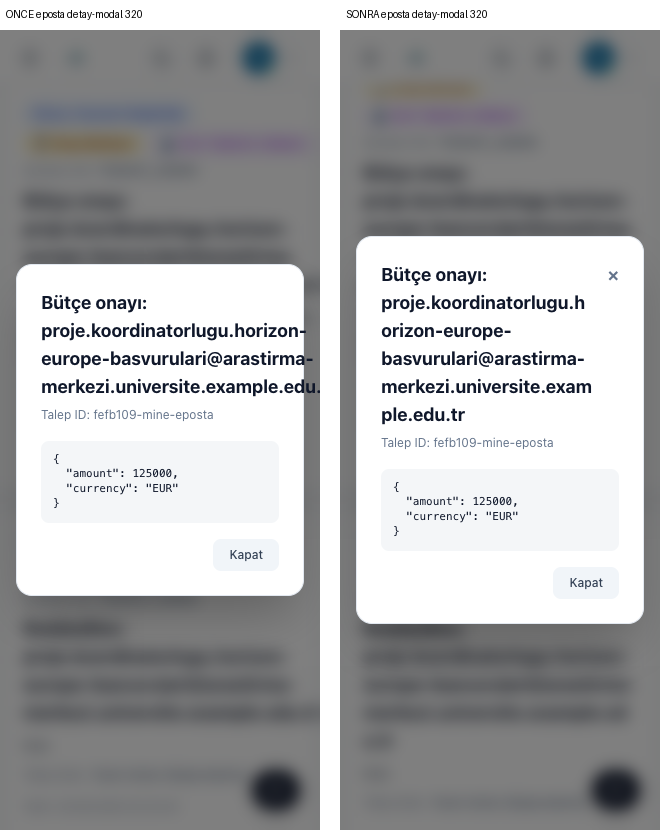 ONCE eposta detay-modal 320
Bütçe onayı:
proje.koordinatorlugu.horizon-
europe-basvurulari@arastirma-
merkezi.universite.example.edu.
Talep ID: fefb109-mine-eposta
{
"amount": 125000,
"currency": "EUR"
}
Kapat
SONRA eposta detay-modal 320
Bütçe onayı:
×
proje.koordinatorlugu.h
orizon-europe-
basvurulari@arastirma-
merkezi.universite.exam
ple.edu.tr
Talep ID: fefb109-mine-eposta
{
"amount": 125000,
"currency": "EUR"
}
Kapat